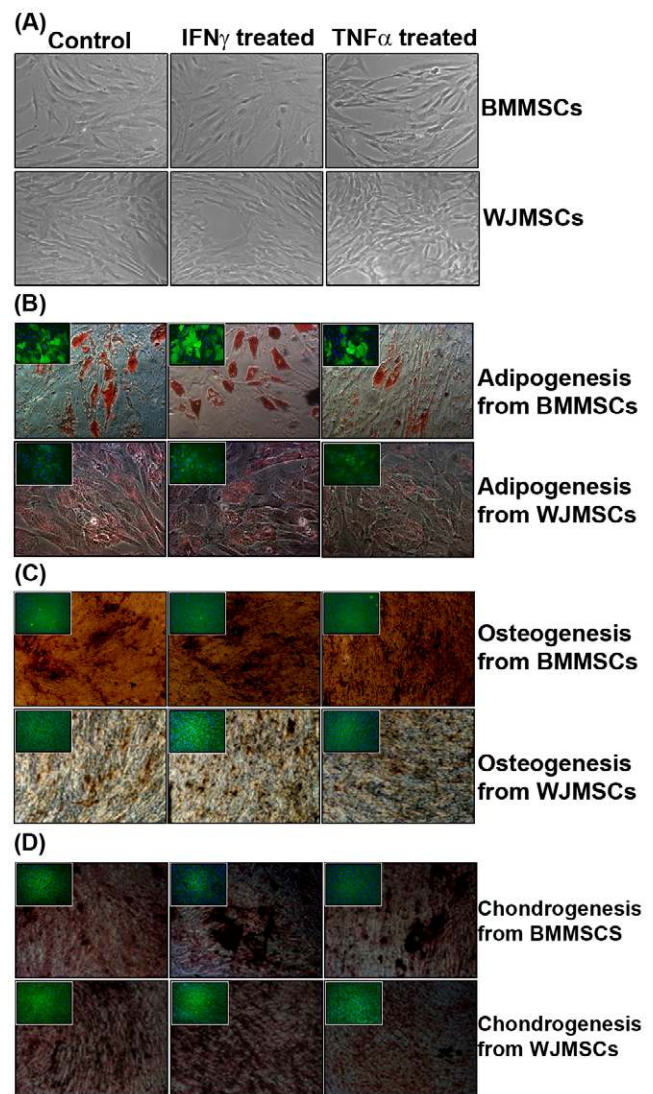 (A)
Control IFNγ treated TNFα treated
BMMSCs
WJMSCs
(B)
Adipogenesis
from BMMSCs
Adipogenesis
from WJMSCs
(C)
Osteogenesis
from BMMSCs
Osteogenesis
from WJMSCs
(D)
Chondrogenesis
from BMMSCS
Chondrogenesis
from WJMSCs